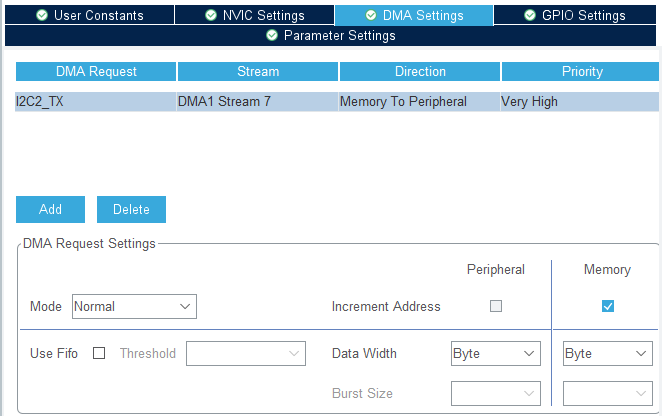 User Constants NVIC Settings DMA Settings GPIO Settings
Parameter Settings
DMA Request Stream Direction Priority
I2C2_TX DMA1 Stream 7 Memory To Peripheral Very High
Add Delete
DMA Request Settings
Peripheral Memory
Mode Normal Increment Address
Use Fifo Threshold Data Width Byte Byte
Burst Size